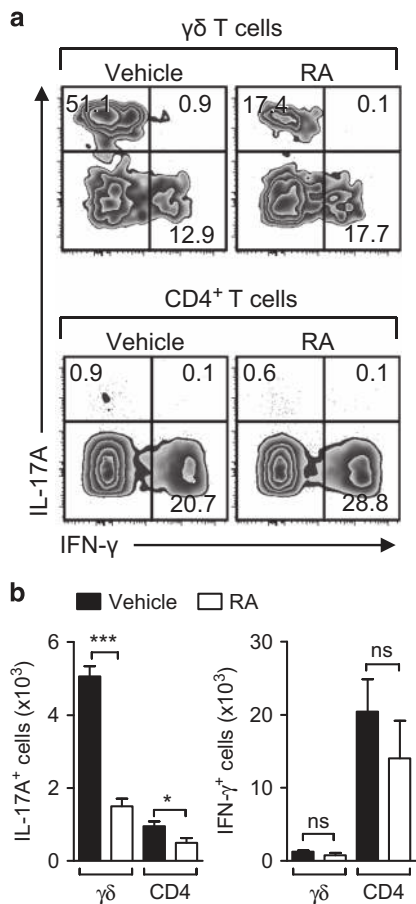 a
γδ T cells
Vehicle RA
51.1 0.9 17.4 0.1
12.9 17.7
CD4+ T cells
Vehicle RA
0.9 0.1 0.6 0.1
20.7 28.8
IL-17A
IFN-γ
b
Vehicle RA
IL-17A+ cells (x10³)
6
4
2
0
***
*
γδ CD4
IFN-γ+ cells (x10³)
30
20
10
0
ns
ns
γδ CD4